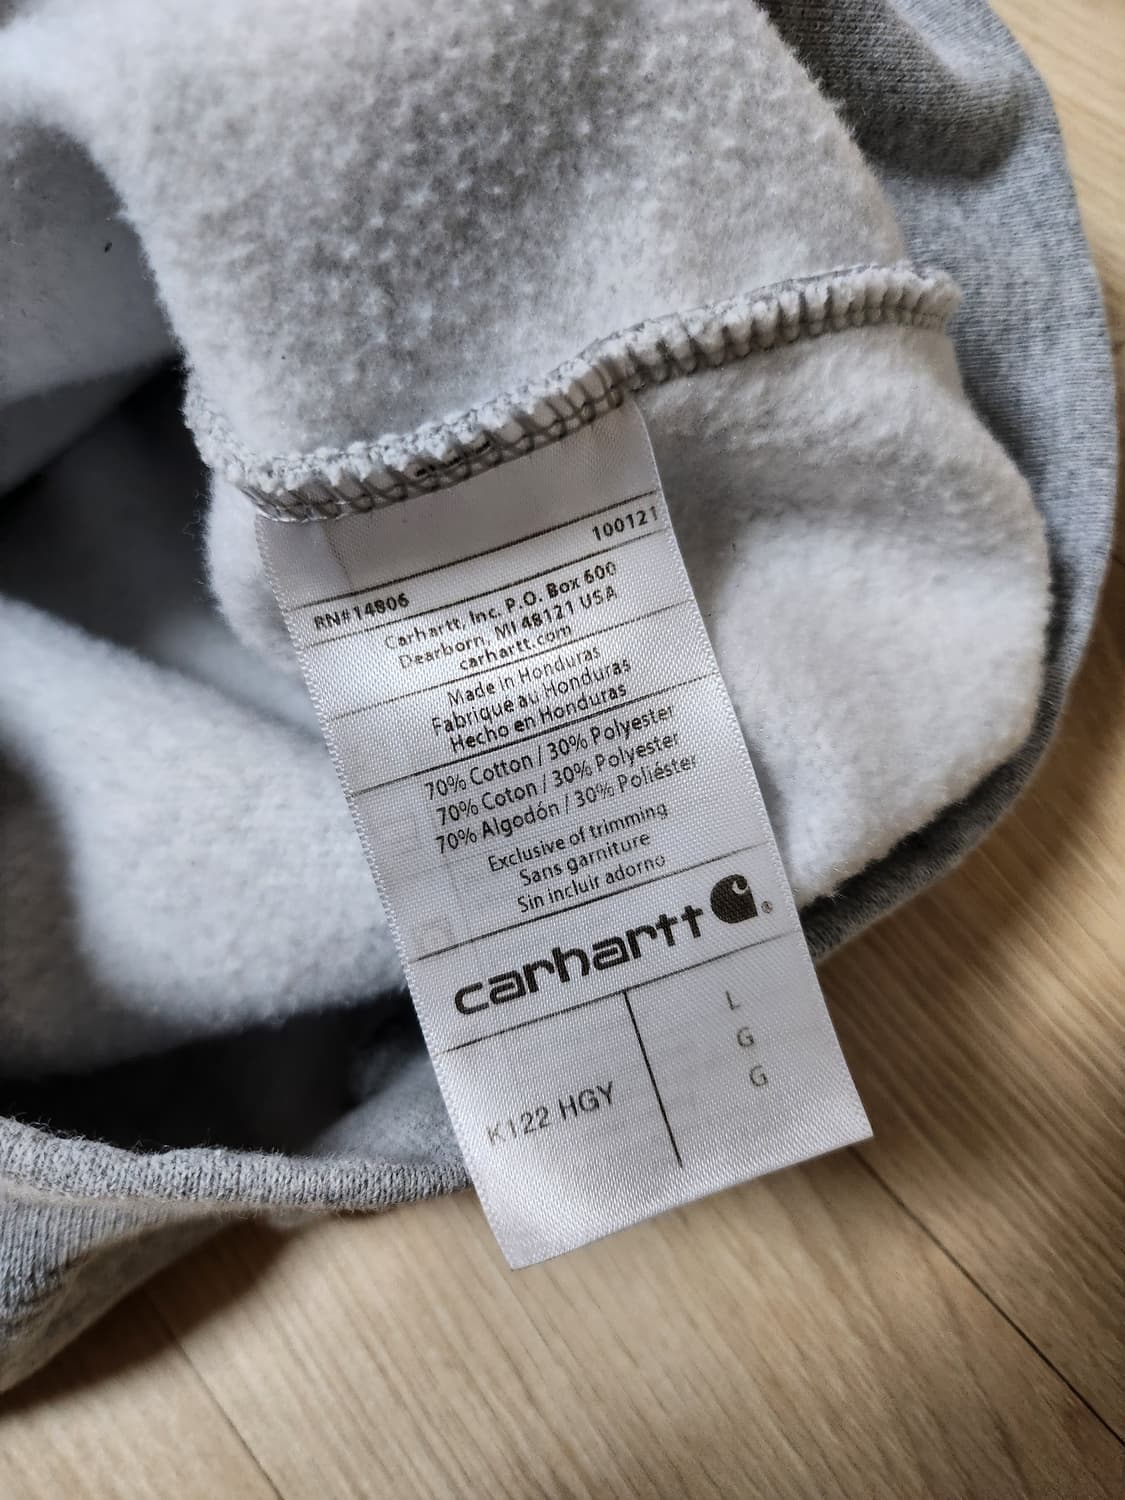 100121
RN#14806
Carhartt, Inc. P.O. Box 600
Dearborn, MI 48121 USA
carhartt.com
Made in Honduras
Fabriqué au Honduras
Hecho en Honduras
70% Cotton / 30% Polyester
70% Coton / 30% Polyester
70% Algodón / 30% Poliéster
Exclusive of trimming
Sans garniture
Sin incluir adorno
carhartt ®
K122 HGY
L
G
G